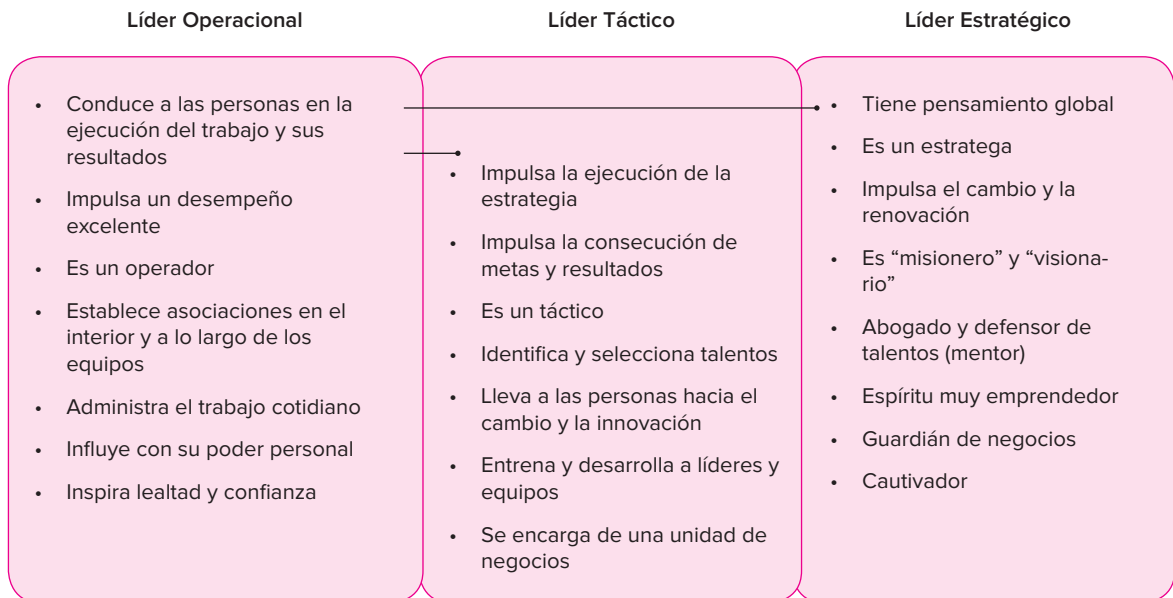 Líder Operacional
Líder Táctico
Líder Estratégico
• Conduce a las personas en la
ejecución del trabajo y sus
resultados
• Impulsa un desempeño
excelente
• Es un operador
• Establece asociaciones en el
interior y a lo largo de los
equipos
• Administra el trabajo cotidiano
• Influye con su poder personal
• Inspira lealtad y confianza
• Impulsa la ejecución de la
estrategia
• Impulsa la consecución de
metas y resultados
• Es un táctico
• Identifica y selecciona talentos
• Lleva a las personas hacia el
cambio y la innovación
• Entrena y desarrolla a líderes y
equipos
• Se encarga de una unidad de
negocios
• Tiene pensamiento global
• Es un estratega
• Impulsa el cambio y la
renovación
• Es “misionero” y “visiona-
rio”
• Abogado y defensor de
talentos (mentor)
• Espíritu muy emprendedor
• Guardián de negocios
• Cautivador